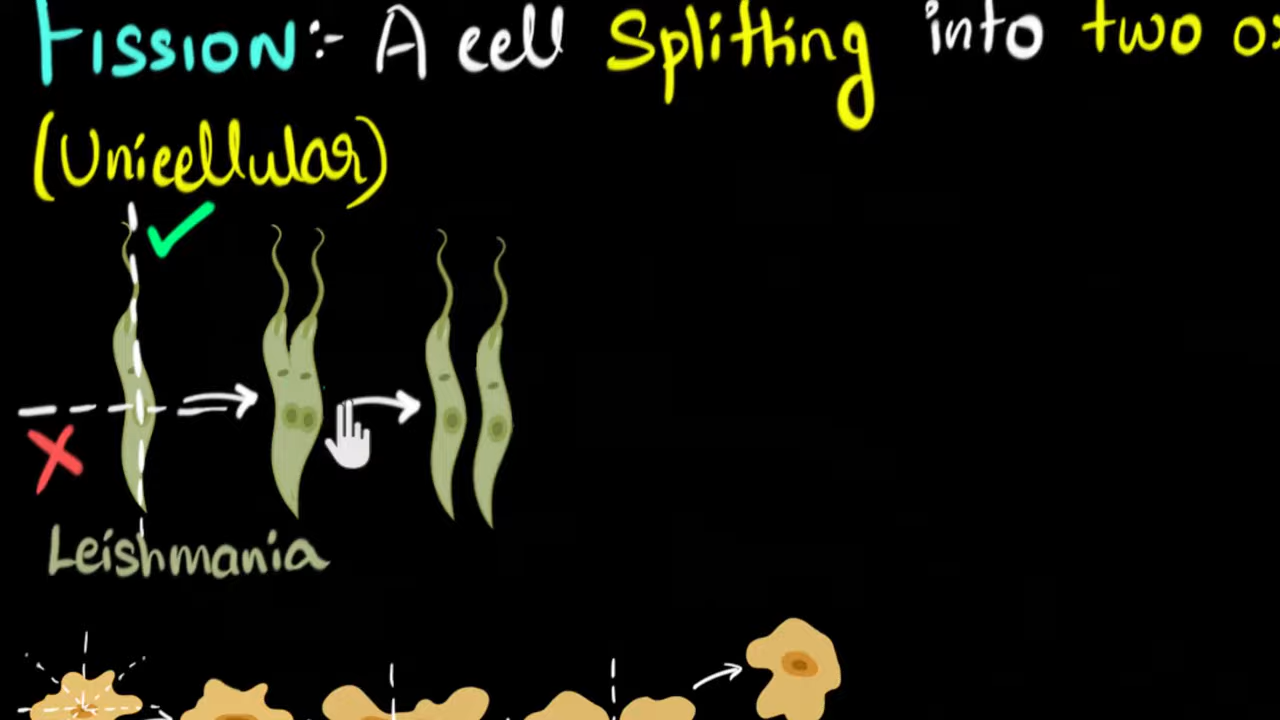 FISSION:- A cell Splitting into two
(Unicellular)
Leishmania